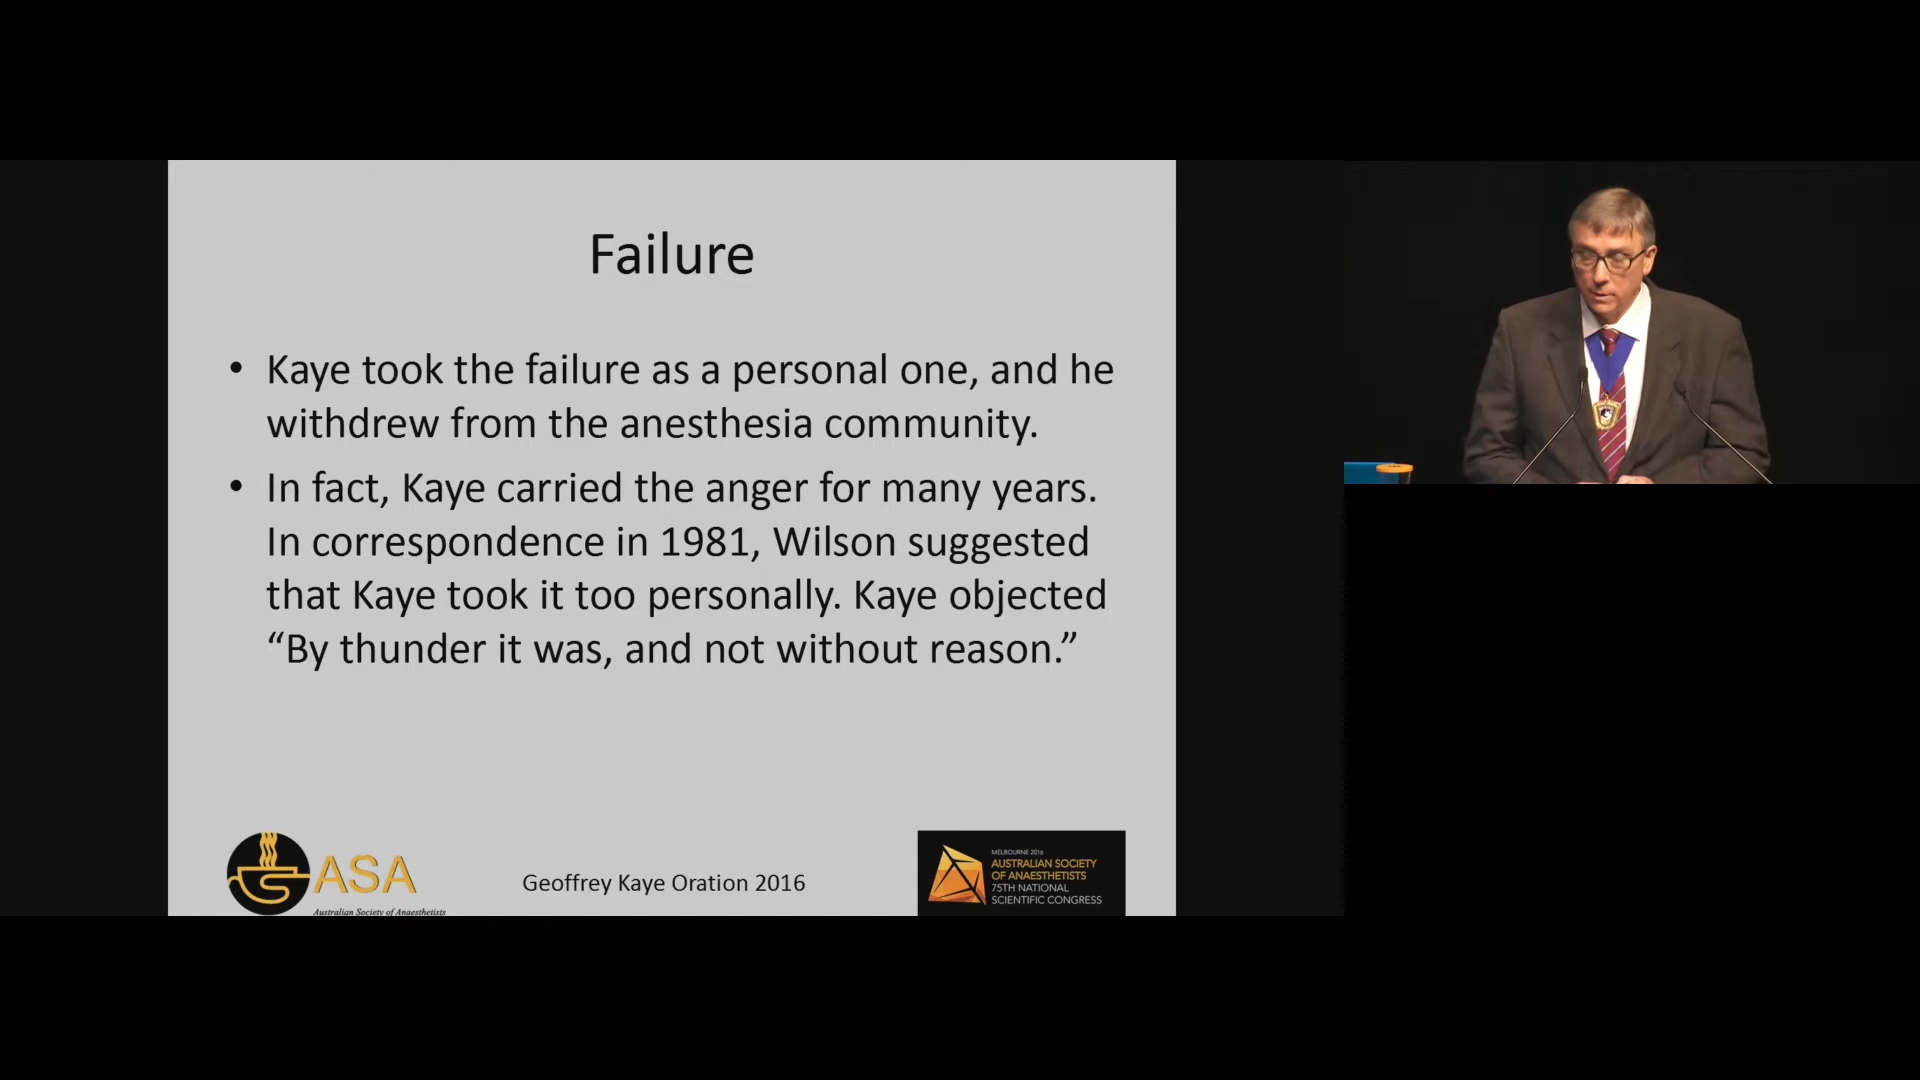 Failure
• Kaye took the failure as a personal one, and he
withdrew from the anesthesia community.
• In fact, Kaye carried the anger for many years.
In correspondence in 1981, Wilson suggested
that Kaye took it too personally. Kaye objected
“By thunder it was, and not without reason.”
ASA
Australian Society of Anaesthetists
Geoffrey Kaye Oration 2016
MELBOURNE 2016
AUSTRALIAN SOCIETY
OF ANAESTHETISTS
75TH NATIONAL
SCIENTIFIC CONGRESS